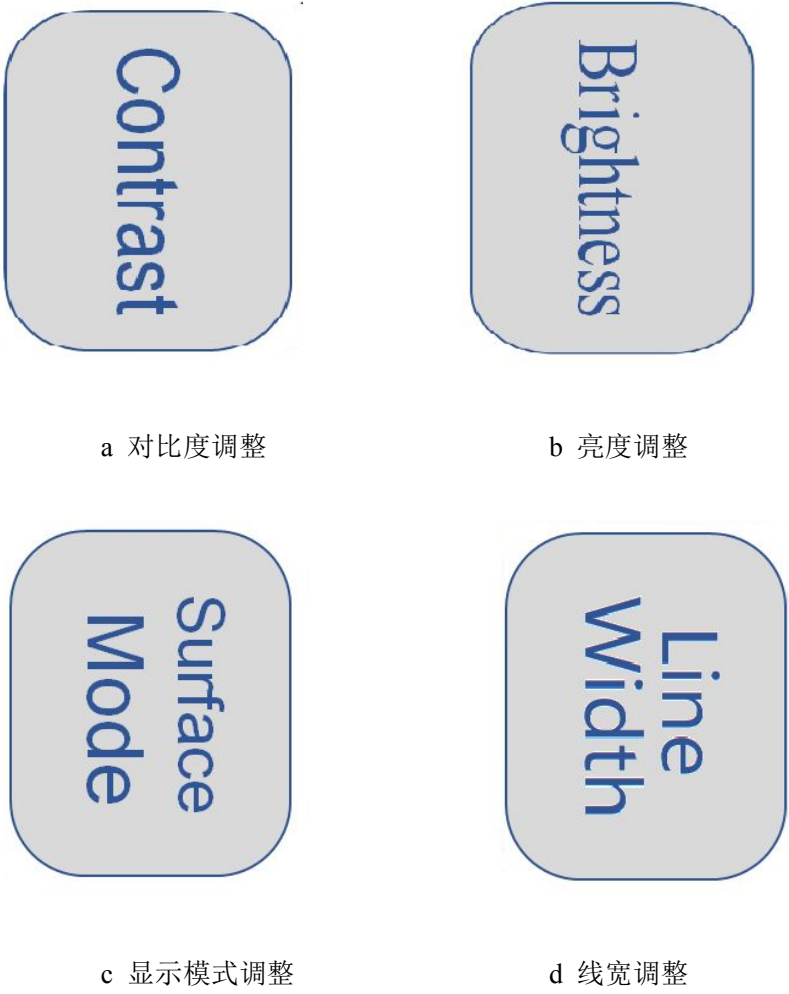 Contrast
Brightness
a 对比度调整
b 亮度调整
Surface
Mode
Line
Width
c 显示模式调整
d 线宽调整